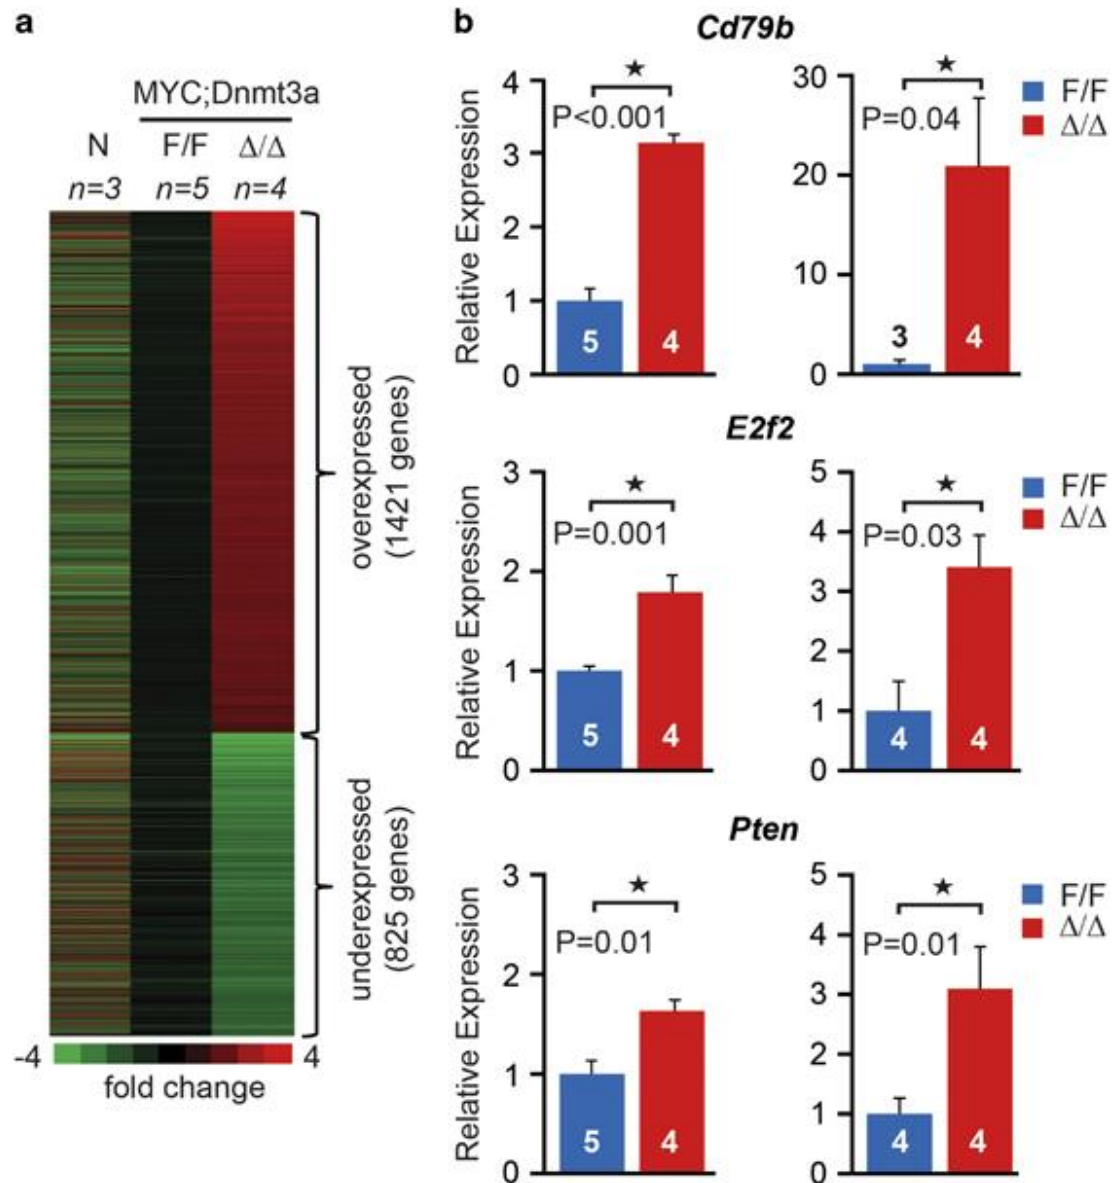 a
MYC;Dnmt3a
N F/F Δ/Δ
n=3 n=5 n=4
overexpressed
(1421 genes)
underexpressed
(825 genes)
-4 4
fold change
b
Cd79b
Relative Expression
4
3
2
1
0
P<0.001
★
5 4
30
20
10
0
P=0.04
★
3 4
F/F
Δ/Δ
E2f2
Relative Expression
3
2
1
0
P=0.001
★
5 4
5
4
3
2
1
0
P=0.03
★
4 4
F/F
Δ/Δ
Pten
Relative Expression
3
2
1
0
P=0.01
★
5 4
5
4
3
2
1
0
P=0.01
★
4 4
F/F
Δ/Δ